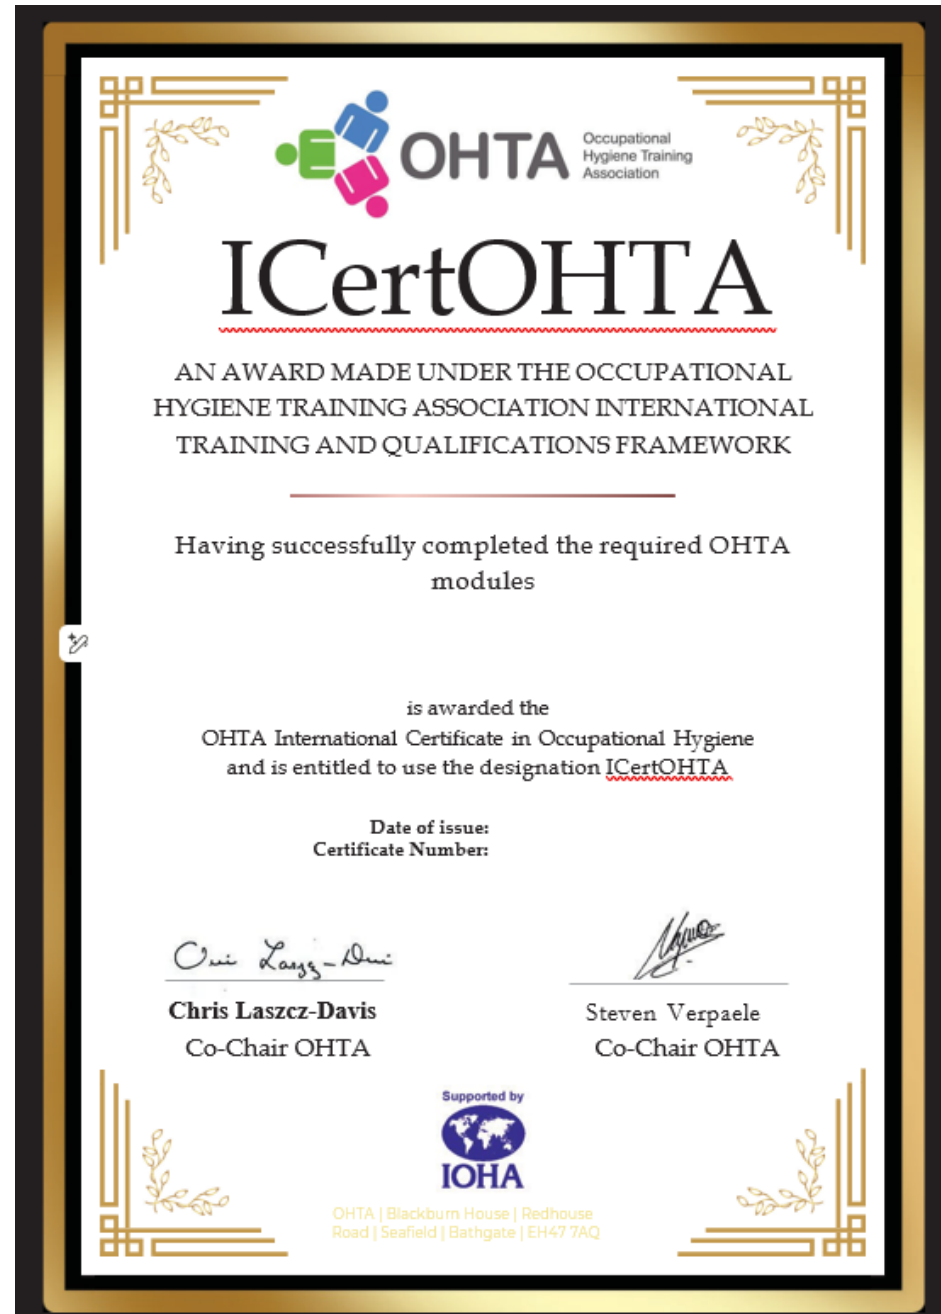 OHTA
Occupational
Hygiene Training
Association
ICertOHTA
AN AWARD MADE UNDER THE OCCUPATIONAL
HYGIENE TRAINING ASSOCIATION INTERNATIONAL
TRAINING AND QUALIFICATIONS FRAMEWORK
Having successfully completed the required OHTA
modules
is awarded the
OHTA International Certificate in Occupational Hygiene
and is entitled to use the designation ICertOHTA
Date of issue:
Certificate Number:
Chris Laszcz-Davis
Co-Chair OHTA
Steven Verpaele
Co-Chair OHTA
Supported by
IOHA
OHTA | Blackburn House | Redhouse
Road | Seafield | Bathgate | EH47 7AQ